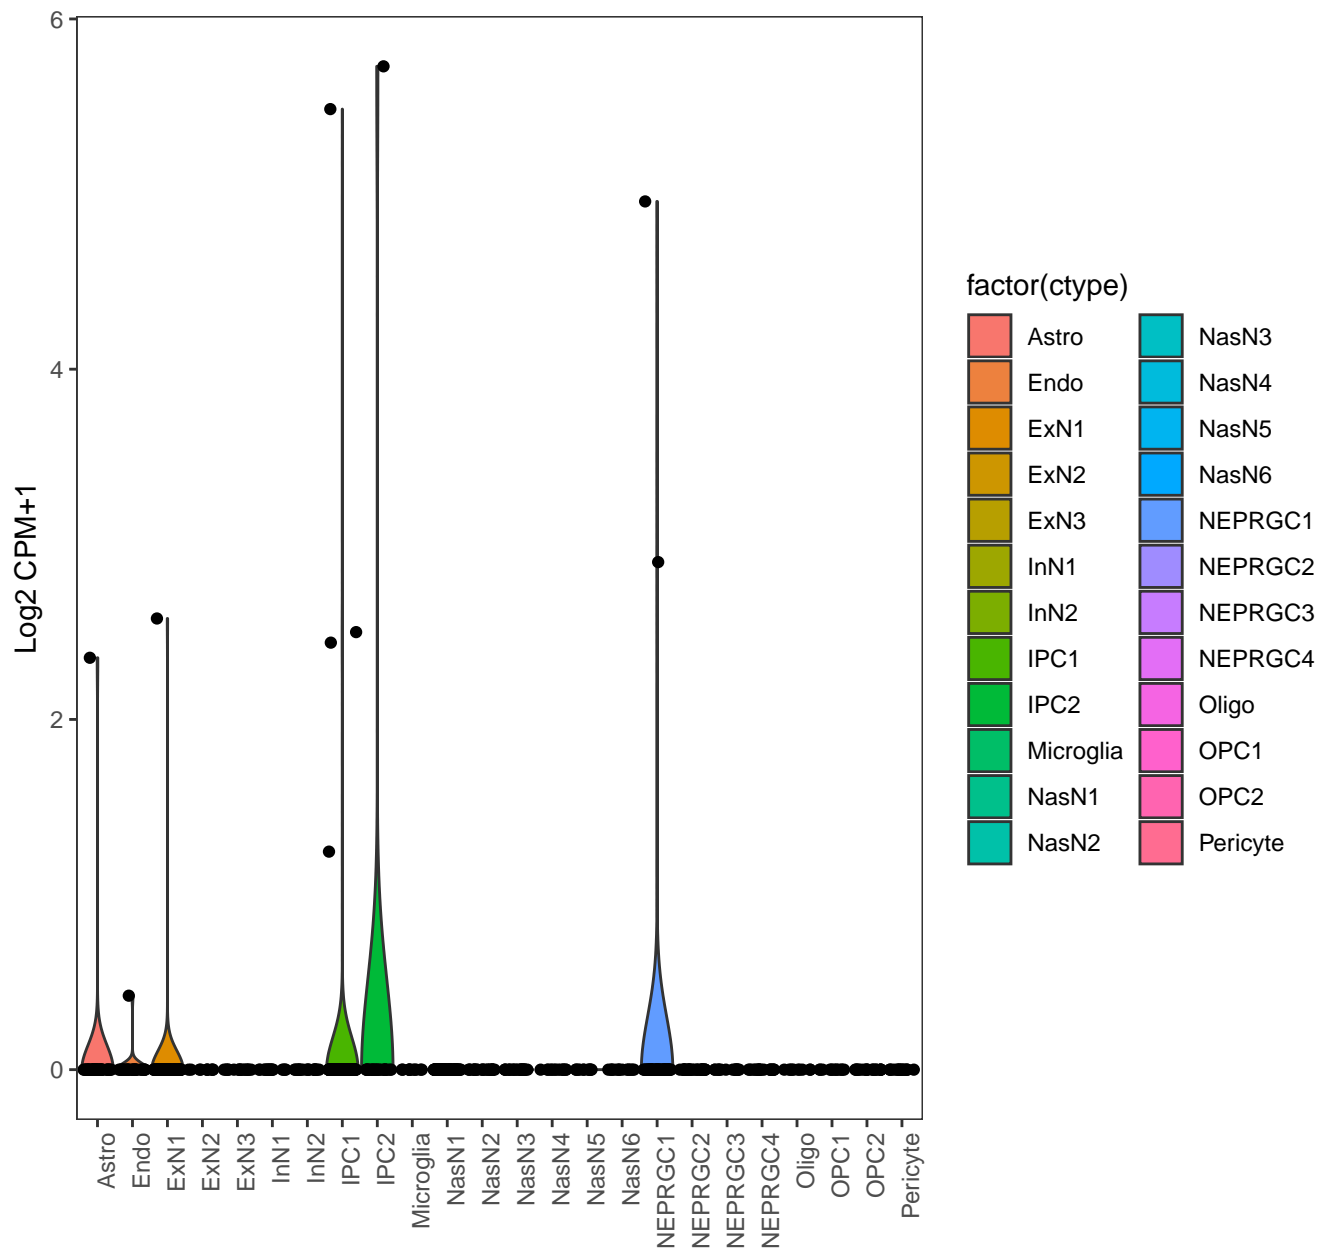 6
4
2
0
Log2 CPM+1
Astro
Endo
ExN1
ExN2
ExN3
InN1
InN2
IPC1
IPC2
Microglia
NasN1
NasN2
NasN3
NasN4
NasN5
NasN6
NEPRGC1
NEPRGC2
NEPRGC3
NEPRGC4
Oligo
OPC1
OPC2
Pericyte
factor(ctype)
Astro
Endo
ExN1
ExN2
ExN3
InN1
InN2
IPC1
IPC2
Microglia
NasN1
NasN2
NasN3
NasN4
NasN5
NasN6
NEPRGC1
NEPRGC2
NEPRGC3
NEPRGC4
Oligo
OPC1
OPC2
Pericyte